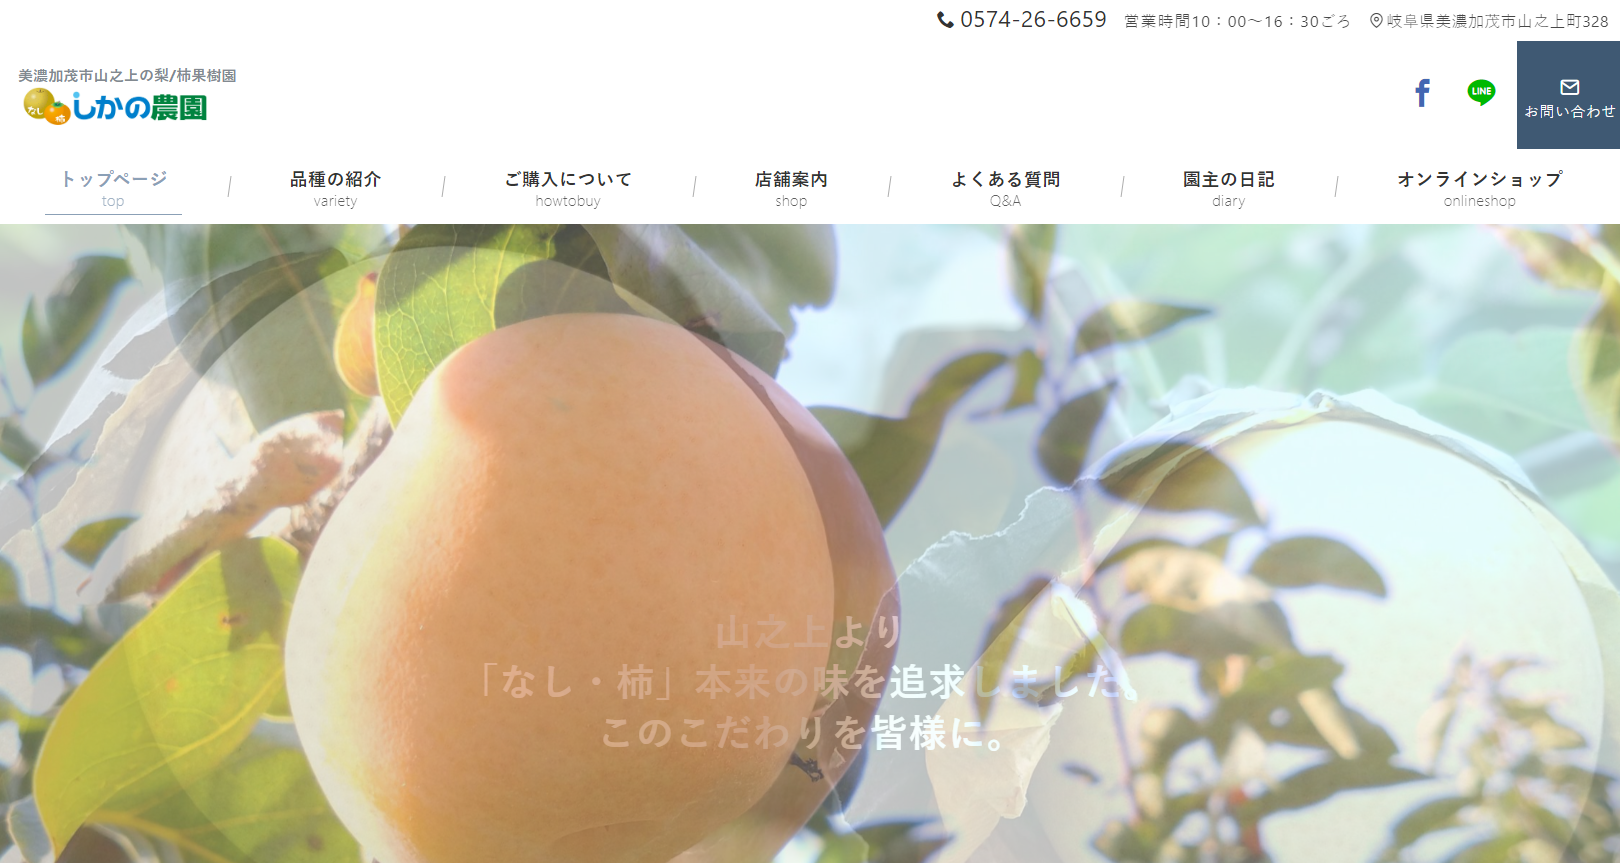 0574-26-6659 営業時間10：00～16：30ごろ 岐阜県美濃加茂市山之上町328
美濃加茂市山之上の梨/柿果樹園
なし 柿 しかの農園
LINE
お問い合わせ
トップページ 品種の紹介 ご購入について 店舗案内 よくある質問 園主の日記 オンラインショップ
top variety howtobuy shop Q&A diary onlineshop
山之上より
「なし・柿」本来の味を追求しました。
このこだわりを皆様に。